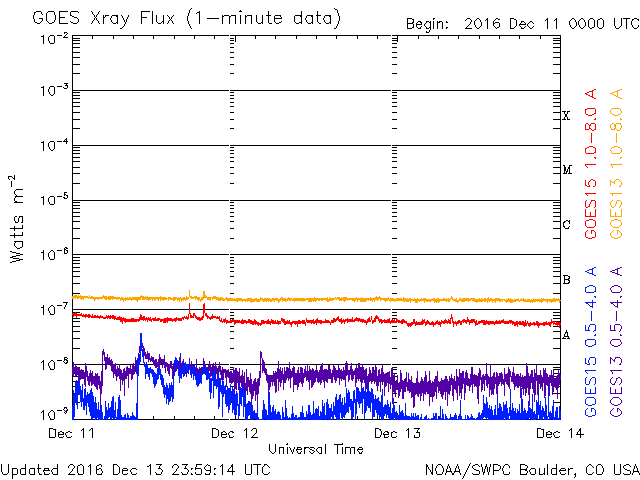 GOES Xray Flux (1-minute data)
Begin: 2016 Dec 11 0000 UTC
10⁻²
10⁻³
10⁻⁴
10⁻⁵
10⁻⁶
10⁻⁷
10⁻⁸
10⁻⁹
Watts m⁻²
X
M
C
B
A
GOES15 1.0-8.0 A
GOES13 1.0-8.0 A
GOES15 0.5-4.0 A
GOES13 0.5-4.0 A
Dec 11
Dec 12
Dec 13
Dec 14
Universal Time
Updated 2016 Dec 13 23:59:14 UTC
NOAA/SWPC Boulder, CO USA